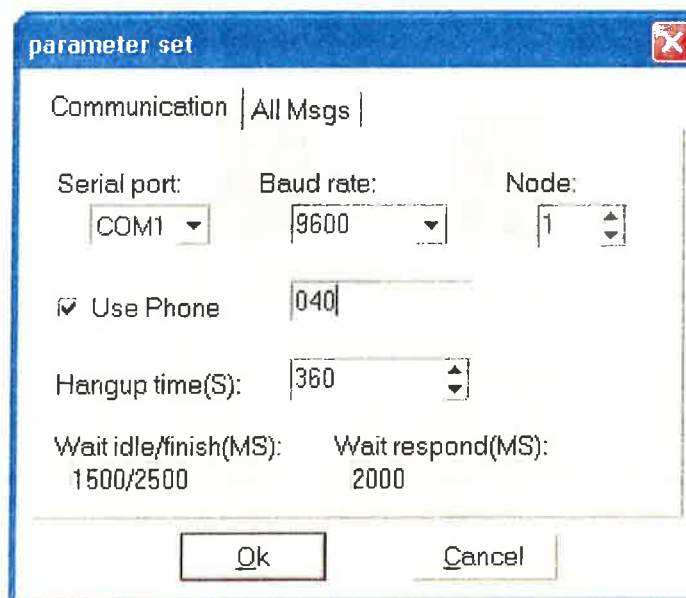 parameter set
Communication All Msgs
Serial port: Baud rate: Node:
COM1 9600 1
Use Phone 040
Hangup time(S): 360
Wait idle/finish(MS): Wait respond(MS):
1500/2500 2000
Ok Cancel